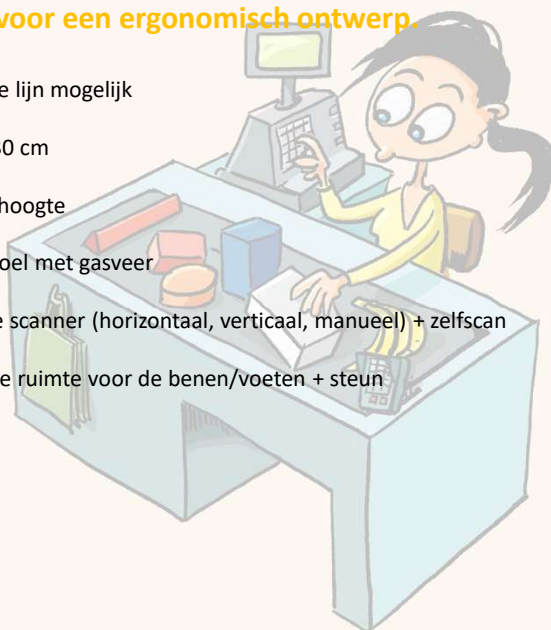 voor een ergonomisch ontwerp.
e lijn mogelijk
0 cm
hoogte
oel met gasveer
e scanner (horizontaal, verticaal, manueel) + zelfscan
e ruimte voor de benen/voeten + steun